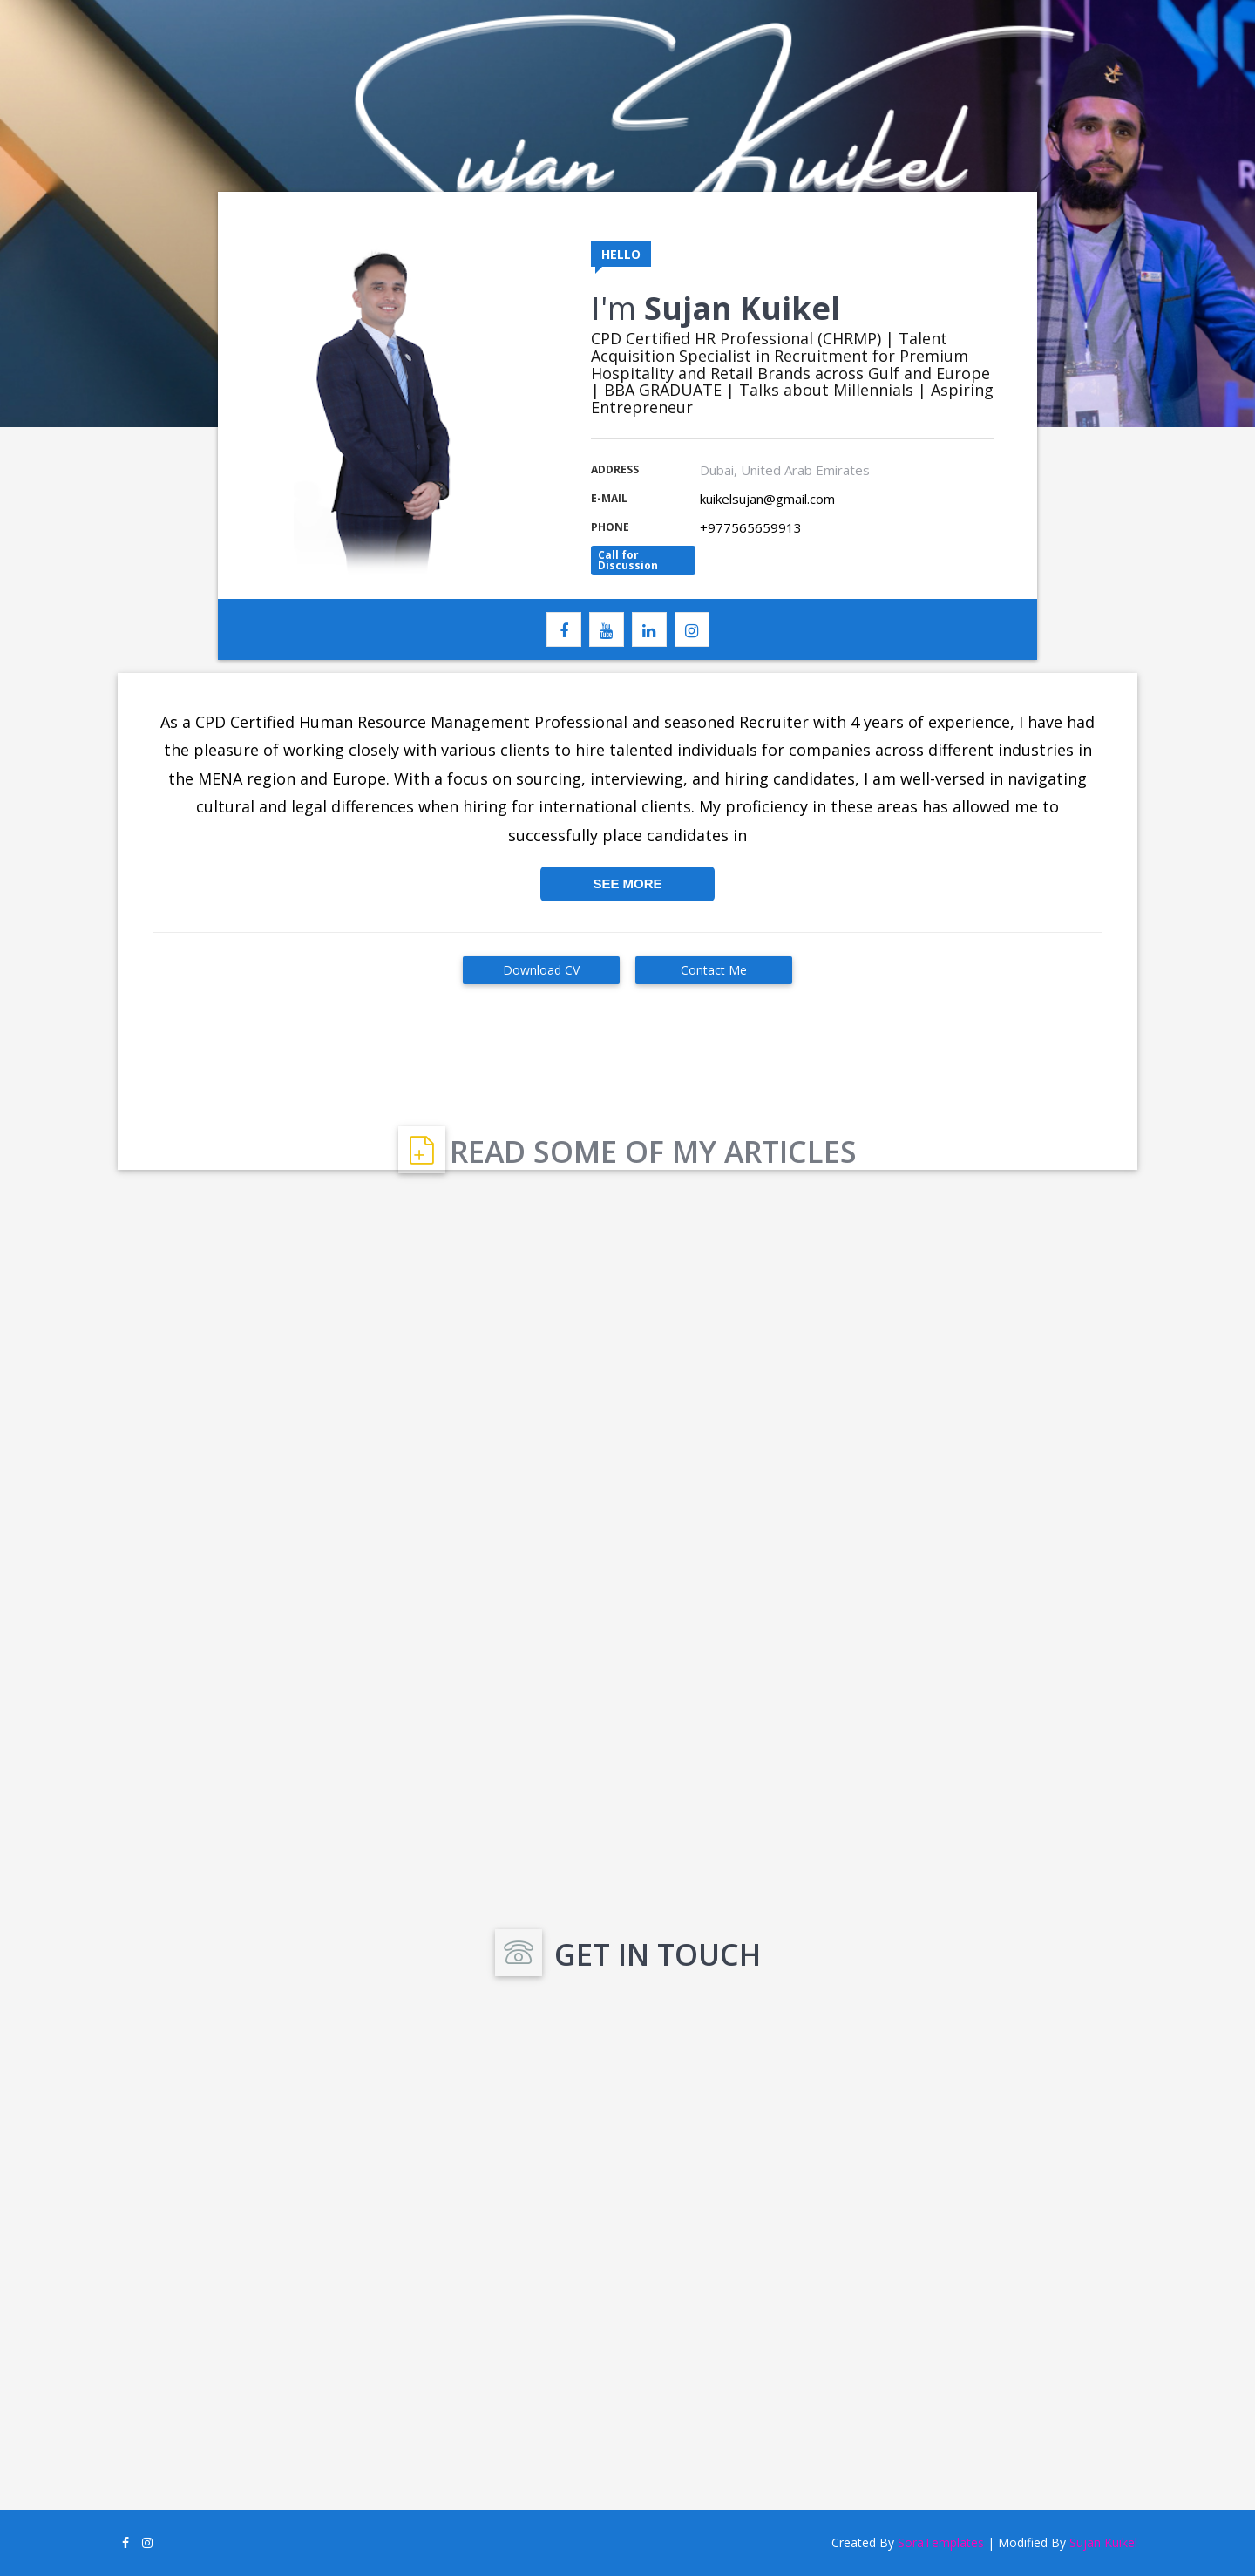 Sujan Kuikel
R
H
HELLO
I'm Sujan Kuikel
CPD Certified HR Professional (CHRMP) | Talent
Acquisition Specialist in Recruitment for Premium
Hospitality and Retail Brands across Gulf and Europe
| BBA GRADUATE | Talks about Millennials | Aspiring
Entrepreneur
ADDRESS Dubai, United Arab Emirates
E-MAIL kuikelsujan@gmail.com
PHONE +977565659913
Call for
Discussion
You
Tube
As a CPD Certified Human Resource Management Professional and seasoned Recruiter with 4 years of experience, I have had
the pleasure of working closely with various clients to hire talented individuals for companies across different industries in
the MENA region and Europe. With a focus on sourcing, interviewing, and hiring candidates, I am well-versed in navigating
cultural and legal differences when hiring for international clients. My proficiency in these areas has allowed me to
successfully place candidates in
SEE MORE
Download CV Contact Me
READ SOME OF MY ARTICLES
GET IN TOUCH
Created By SoraTemplates | Modified By Sujan Kuikel